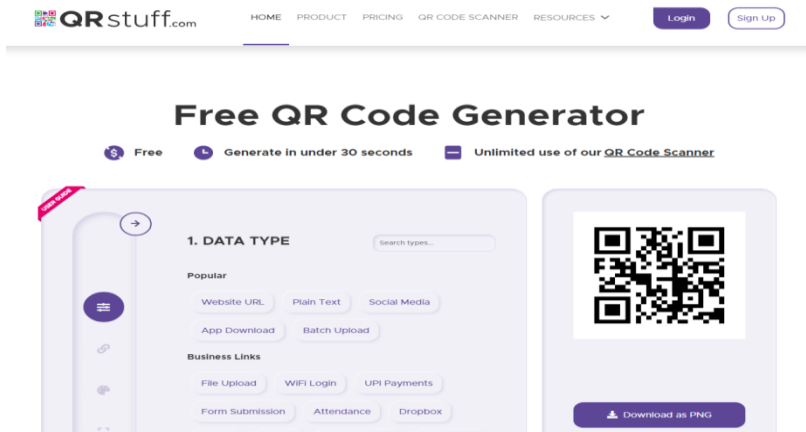 QRstuff.com
HOME PRODUCT PRICING QR CODE SCANNER RESOURCES
Login
Sign Up
Free QR Code Generator
Free
Generate in under 30 seconds
Unlimited use of our QR Code Scanner
USER GUIDE
1. DATA TYPE
Search types...
Popular
Website URL Plain Text Social Media
App Download Batch Upload
Business Links
File Upload WiFi Login UPI Payments
Form Submission Attendance Dropbox
Download as PNG